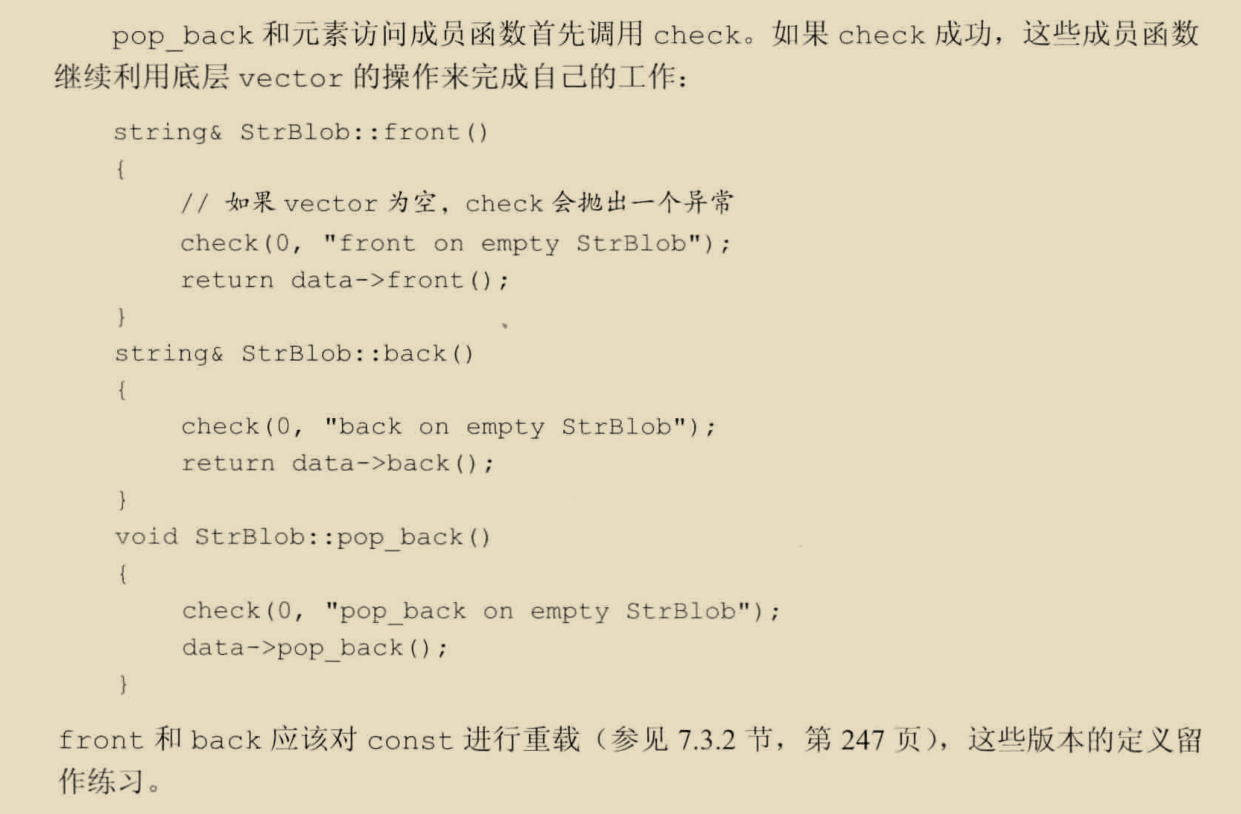 pop_back 和元素访问成员函数首先调用 check。如果 check 成功，这些成员函数
继续利用底层 vector 的操作来完成自己的工作：
string& StrBlob::front()
{
// 如果 vector 为空，check 会抛出一个异常
check(0, "front on empty StrBlob");
return data->front();
}
string& StrBlob::back()
{
check(0, "back on empty StrBlob");
return data->back();
}
void StrBlob::pop_back()
{
check(0, "pop_back on empty StrBlob");
data->pop_back();
}
front 和 back 应该对 const 进行重载（参见 7.3.2 节，第 247 页），这些版本的定义留
作练习。